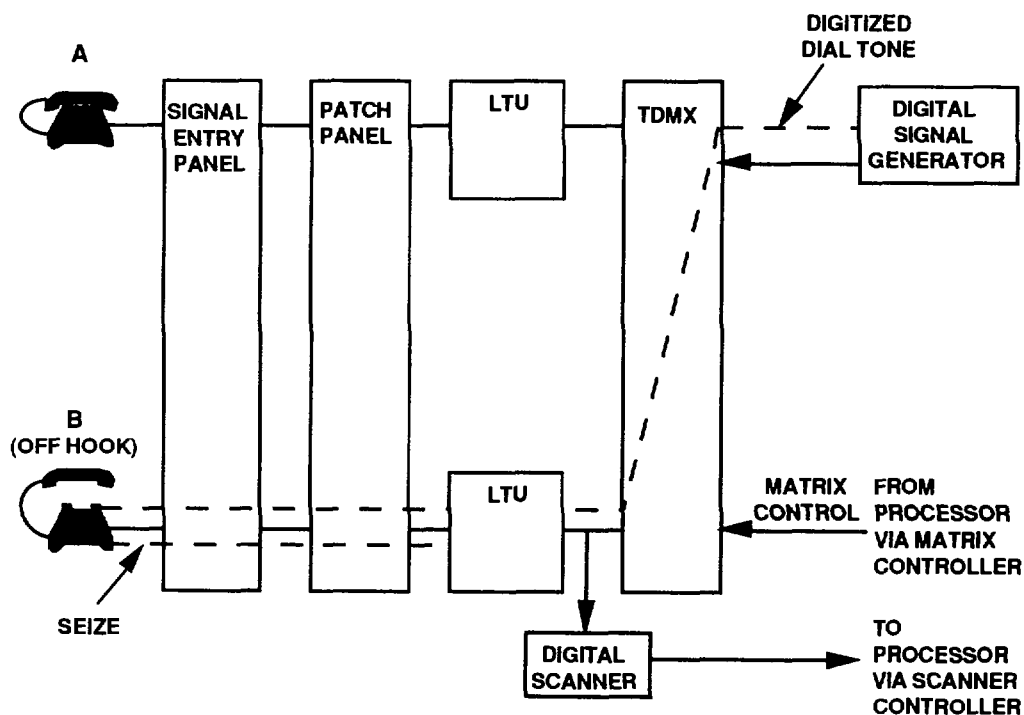 DIGITIZED
DIAL TONE
A
SIGNAL
ENTRY
PANEL
PATCH
PANEL
LTU
TDMX
DIGITAL
SIGNAL
GENERATOR
B
(OFF HOOK)
LTU
MATRIX
CONTROL
FROM
PROCESSOR
VIA MATRIX
CONTROLLER
SEIZE
DIGITAL
SCANNER
TO
PROCESSOR
VIA SCANNER
CONTROLLER